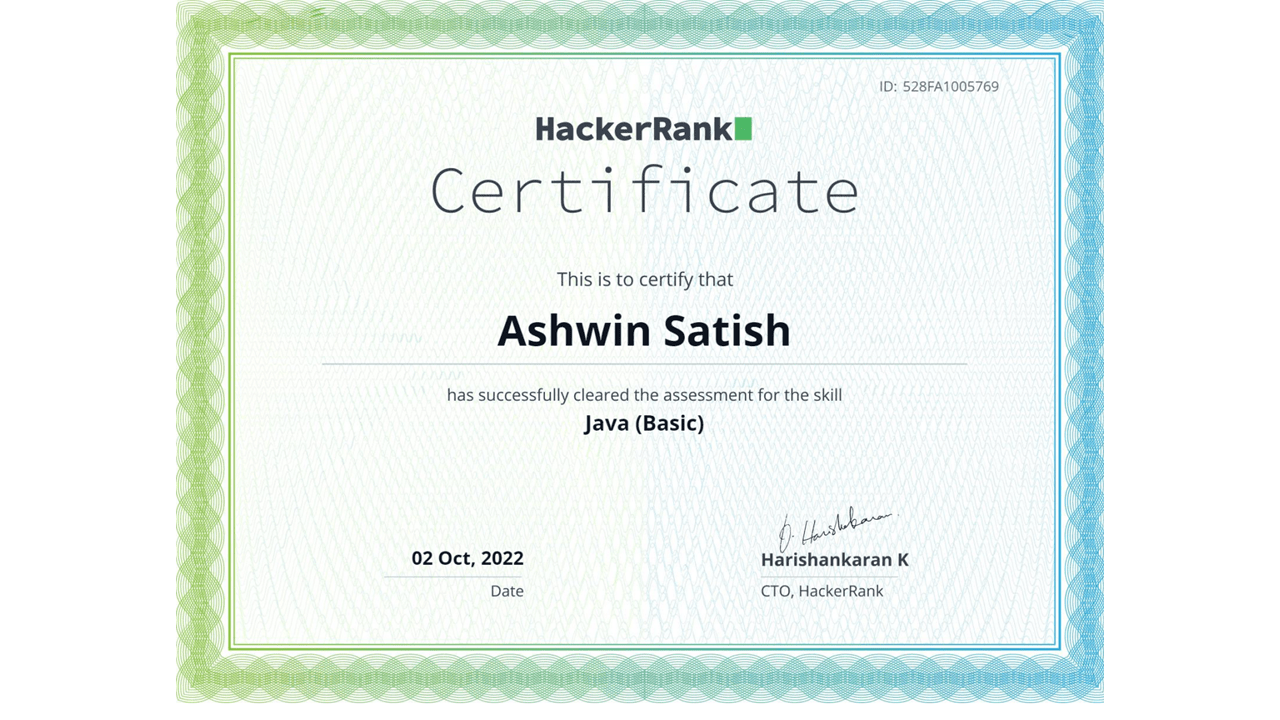 ID: 528FA1005769
HackerRank
Certificate
This is to certify that
Ashwin Satish
has successfully cleared the assessment for the skill
Java (Basic)
02 Oct, 2022
Date
Harishankaran K
CTO, HackerRank